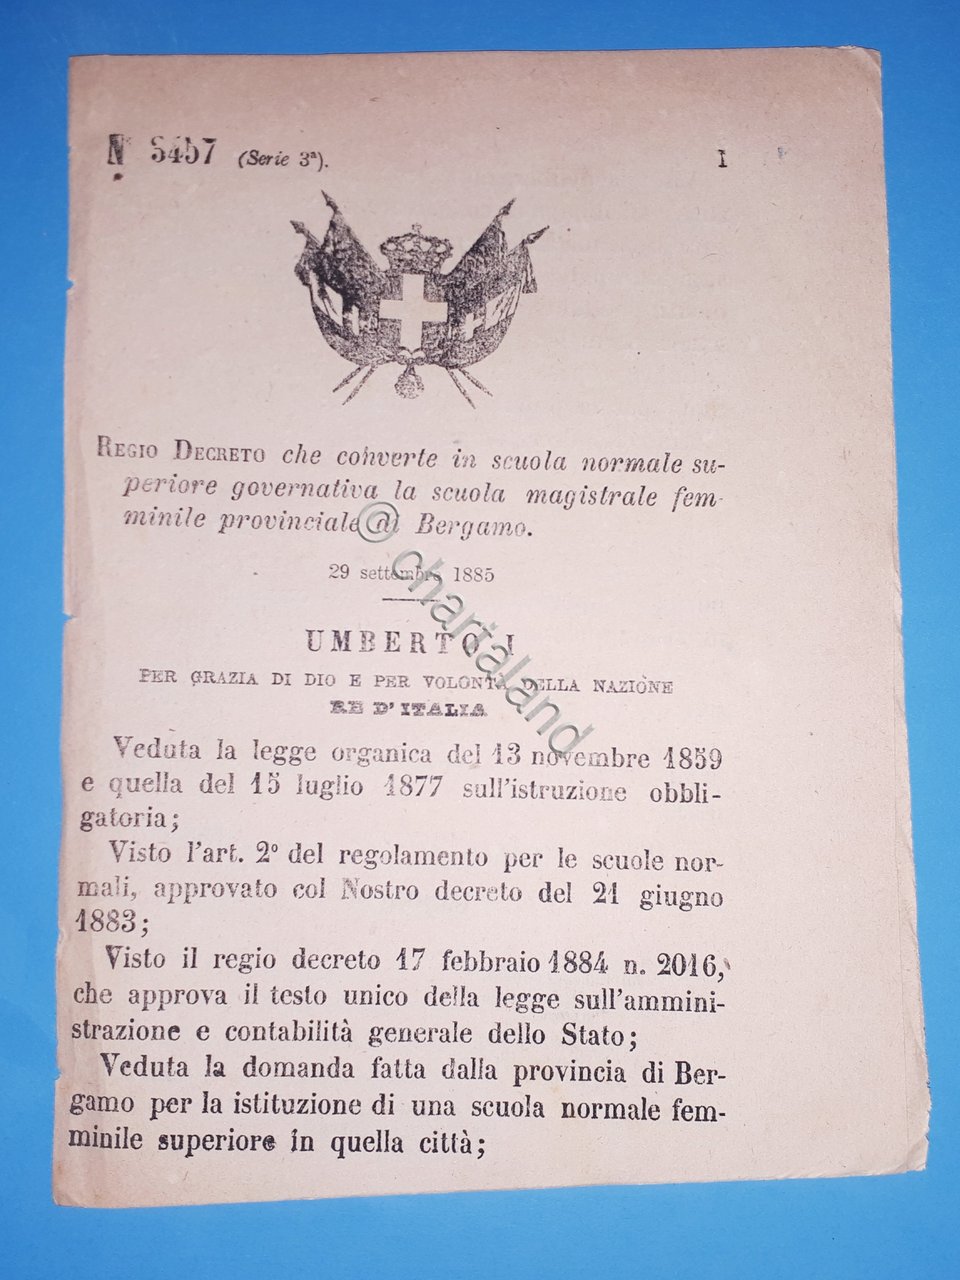 N° 3457 (Serie 3ª). I
REGIO DECRETO che converte in scuola normale su-
periore governativa la scuola magistrale fem-
minile provinciale di Bergamo.
29 settembre 1885
UMBERTO I
PER GRAZIA DI DIO E PER VOLONTÀ DELLA NAZIONE
RE D'ITALIA
Veduta la legge organica del 13 novembre 1859
e quella del 15 luglio 1877 sull'istruzione obbli-
gatoria;
Visto l'art. 2° del regolamento per le scuole nor-
mali, approvato col Nostro decreto del 21 giugno
1883;
Visto il regio decreto 17 febbraio 1884 n. 2016,
che approva il testo unico della legge sull'ammini-
strazione e contabilità generale dello Stato;
Veduta la domanda fatta dalla provincia di Ber-
gamo per la istituzione di una scuola normale fem-
minile superiore in quella città;
© charialand